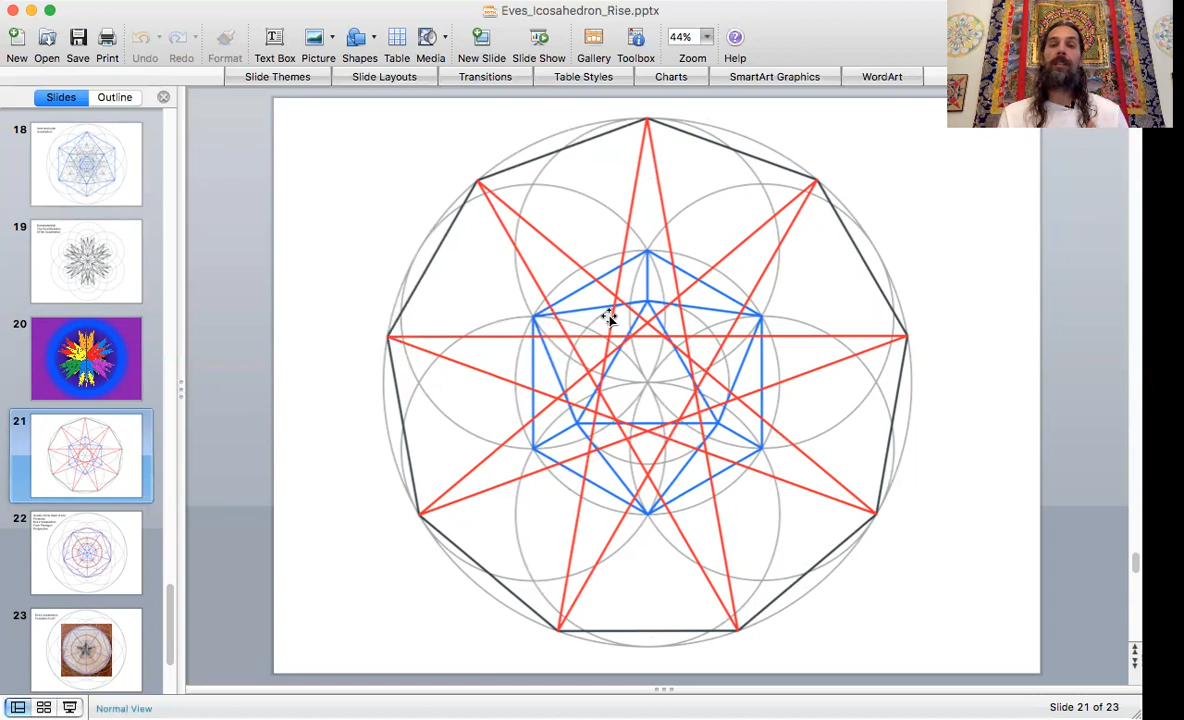 Eves_Icosahedron_Rise.pptx
New Open Save Print Undo Redo Format Text Box Picture Shapes Table Media New Slide Slide Show Gallery Toolbox 44% Zoom Help
Slide Themes Slide Layouts Transitions Table Styles Charts SmartArt Graphics WordArt
Slides Outline
18
19
20
21
22
23
Normal View
Slide 21 of 23